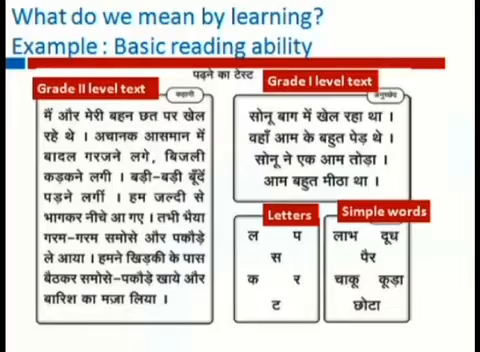 What do we mean by learning?
Example : Basic reading ability
पढ़ने का टेस्ट
Grade II level text
कहानी
मैं और मेरी बहन छत पर खेल
रहे थे । अचानक आसमान में
बादल गरजने लगे, बिजली
कड़कने लगी । बड़ी-बड़ी बूँदें
पड़ने लगीं । हम जल्दी से
भागकर नीचे आ गए । तभी भैया
गरम-गरम समोसे और पकौड़े
ले आया । हमने खिड़की के पास
बैठकर समोसे-पकौड़े खाये और
बारिश का मज़ा लिया ।
Grade I level text
अनुच्छेद
सोनू बाग में खेल रहा था ।
वहाँ आम के बहुत पेड़ थे ।
सोनू ने एक आम तोड़ा ।
आम बहुत मीठा था ।
Letters
ल प
स
क र
ट
Simple words
लाभ दूध
पैर
चाकू कूड़ा
छोटा